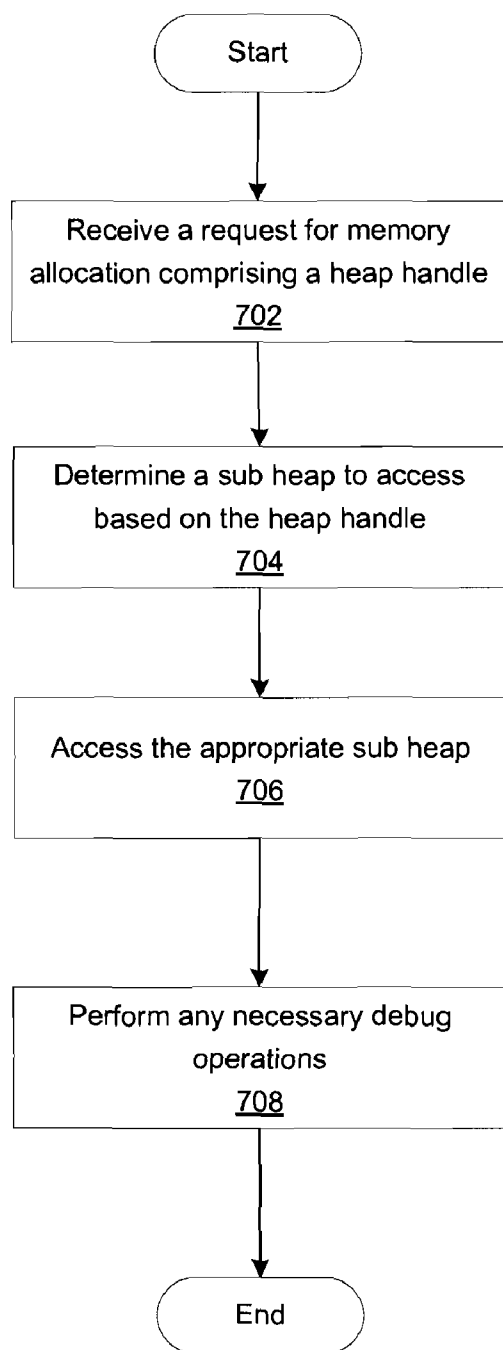 Start
Receive a request for memory
allocation comprising a heap handle
702
Determine a sub heap to access
based on the heap handle
704
Access the appropriate sub heap
706
Perform any necessary debug
operations
708
End